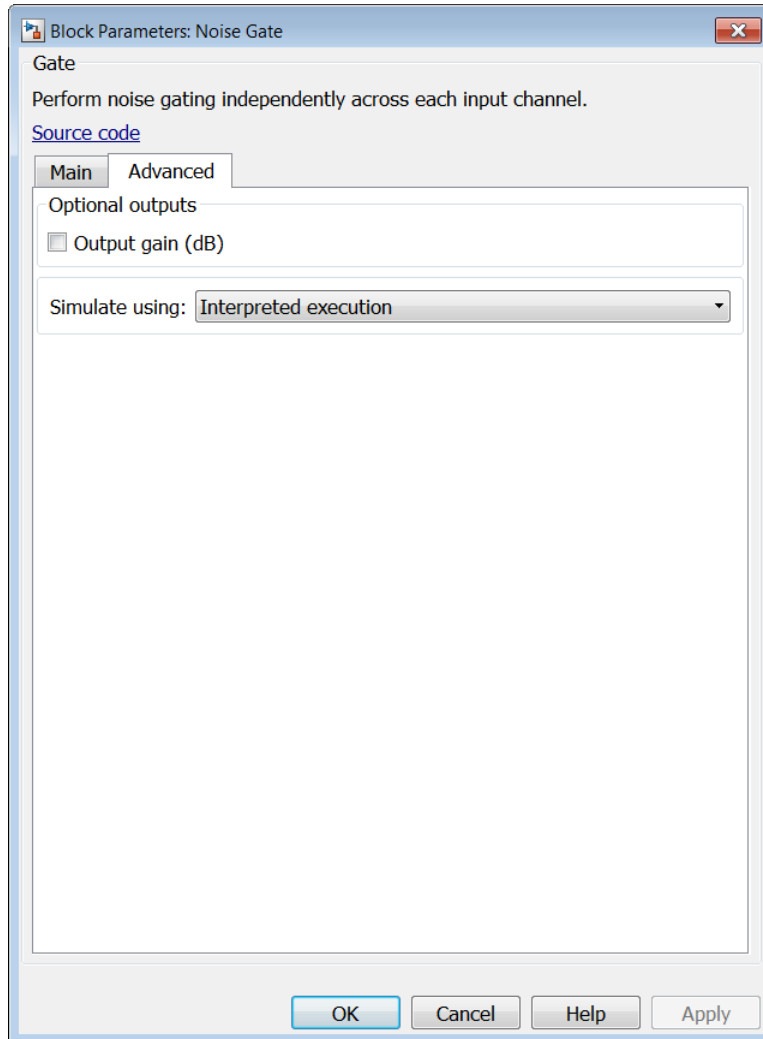 Block Parameters: Noise Gate
Gate
Perform noise gating independently across each input channel.
Source code
Main Advanced
Optional outputs
Output gain (dB)
Simulate using: Interpreted execution
OK Cancel Help Apply